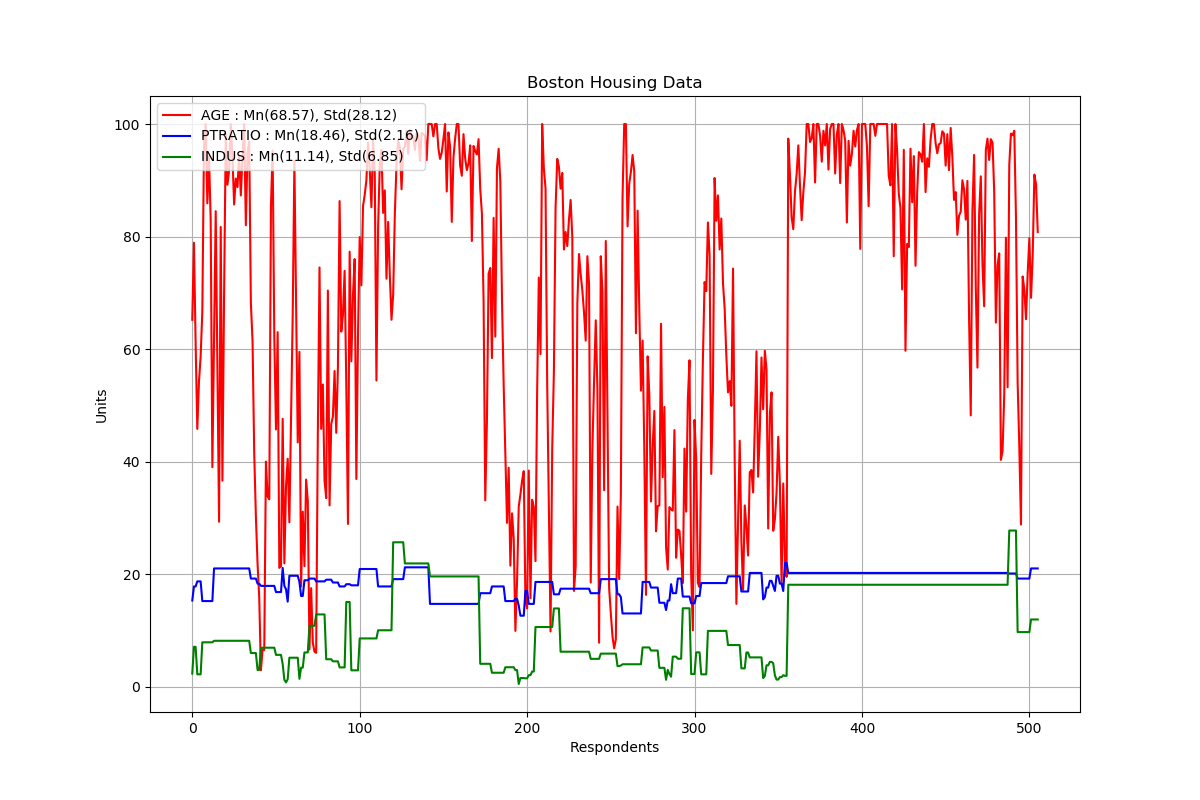 Boston Housing Data
AGE : Mn(68.57), Std(28.12)
PTRATIO : Mn(18.46), Std(2.16)
INDUS : Mn(11.14), Std(6.85)
100
80
60
40
20
0
Units
0 100 200 300 400 500
Respondents